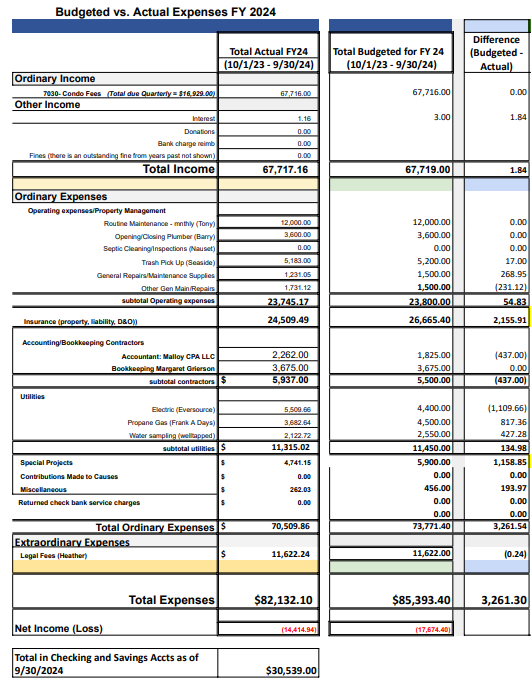 Budgeted vs. Actual Expenses FY 2024
Total Actual FY24 Total Budgeted for FY 24 Difference
(10/1/23 - 9/30/24) (10/1/23 - 9/30/24) (Budgeted - Actual)
Ordinary Income
7030- Condo Fees (Total due Quarterly = $16,929.00) 67,716.00 67,716.00 0.00
Other Income
Interest 1.16 3.00 1.84
Donations 0.00
Bank charge reimb 0.00
Fines (there is an outstanding fine from years past not shown) 0.00
Total Income 67,717.16 67,719.00 1.84
Ordinary Expenses
Operating expenses/Property Management
Routine Maintenance - mnthly (Tony) 12,000.00 12,000.00 0.00
Opening/Closing Plumber (Barry) 3,600.00 3,600.00 0.00
Septic Cleaning/Inspections (Nauset) 0.00 0.00 0.00
Trash Pick Up (Seaside) 5,183.00 5,200.00 17.00
General Repairs/Maintenance Supplies 1,231.05 1,500.00 268.95
Other Gen Main/Repairs 1,731.12 1,500.00 (231.12)
subtotal Operating expenses 23,745.17 23,800.00 54.83
Insurance (property, liability, D&O)) 24,509.49 26,665.40 2,155.91
Accounting/Bookkeeping Contractors
Accountant: Malloy CPA LLC 2,262.00 1,825.00 (437.00)
Bookkeeping Margaret Grierson 3,675.00 3,675.00 0.00
subtotal contractors $ 5,937.00 5,500.00 (437.00)
Utilities
Electric (Eversource) 5,509.66 4,400.00 (1,109.66)
Propane Gas (Frank A Days) 3,682.64 4,500.00 817.36
Water sampling (welltapped) 2,122.72 2,550.00 427.28
subtotal utilities $ 11,315.02 11,450.00 134.98
Special Projects $ 4,741.15 5,900.00 1,158.85
Contributions Made to Causes $ 0.00 0.00 0.00
Miscellaneous $ 262.03 456.00 193.97
Returned check bank service charges $ 0.00 0.00 0.00
0.00 0.00
Total Ordinary Expenses $ 70,509.86 73,771.40 3,261.54
Extraordinary Expenses
Legal Fees (Heather) $ 11,622.24 11,622.00 (0.24)
Total Expenses $82,132.10 $85,393.40 3,261.30
Net Income (Loss) (14,414.94) (17,674.40)
Total in Checking and Savings Accts as of
9/30/2024 $30,539.00